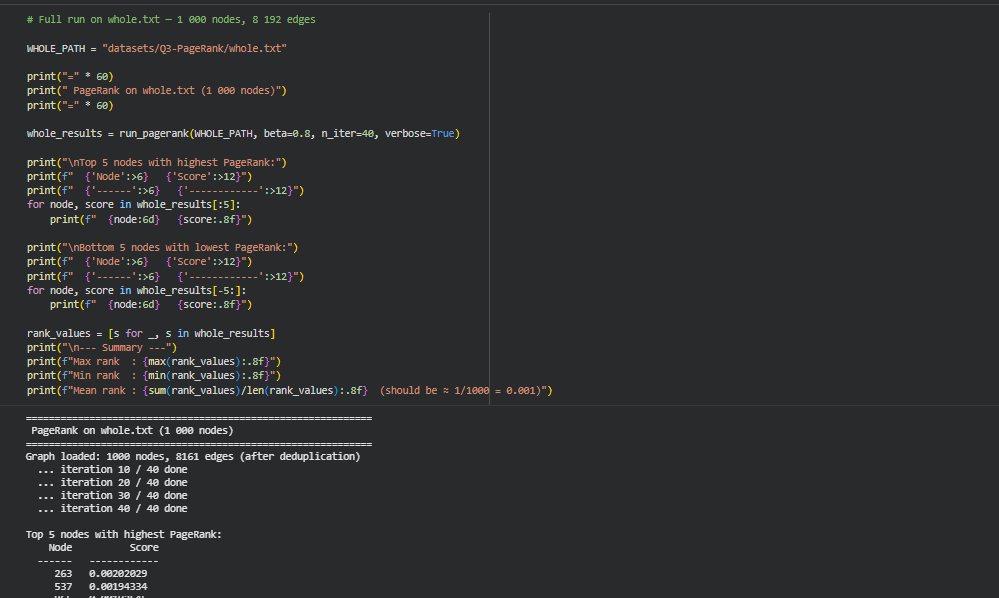 # Full run on whole.txt — 1 000 nodes, 8 192 edges
WHOLE_PATH = "datasets/Q3-PageRank/whole.txt"
print("=" * 60)
print(" PageRank on whole.txt (1 000 nodes)")
print("=" * 60)
whole_results = run_pagerank(WHOLE_PATH, beta=0.8, n_iter=40, verbose=True)
print("\nTop 5 nodes with highest PageRank:")
print(f"  {'Node':>6}   {'Score':>12}")
print(f"  {'------':>6}   {'------------':>12}")
for node, score in whole_results[:5]:
    print(f"  {node:6d}   {score:.8f}")
print("\nBottom 5 nodes with lowest PageRank:")
print(f"  {'Node':>6}   {'Score':>12}")
print(f"  {'------':>6}   {'------------':>12}")
for node, score in whole_results[-5:]:
    print(f"  {node:6d}   {score:.8f}")
rank_values = [s for _, s in whole_results]
print("\n--- Summary ---")
print(f"Max rank  : {max(rank_values):.8f}")
print(f"Min rank  : {min(rank_values):.8f}")
print(f"Mean rank : {sum(rank_values)/len(rank_values):.8f}  (should be ≈ 1/1000 = 0.001)")
============================================================
 PageRank on whole.txt (1 000 nodes)
============================================================
Graph loaded: 1000 nodes, 8161 edges (after deduplication)
  ... iteration 10 / 40 done
  ... iteration 20 / 40 done
  ... iteration 30 / 40 done
  ... iteration 40 / 40 done
Top 5 nodes with highest PageRank:
    Node          Score
  ------   ------------
     263   0.00202029
     537   0.00194334